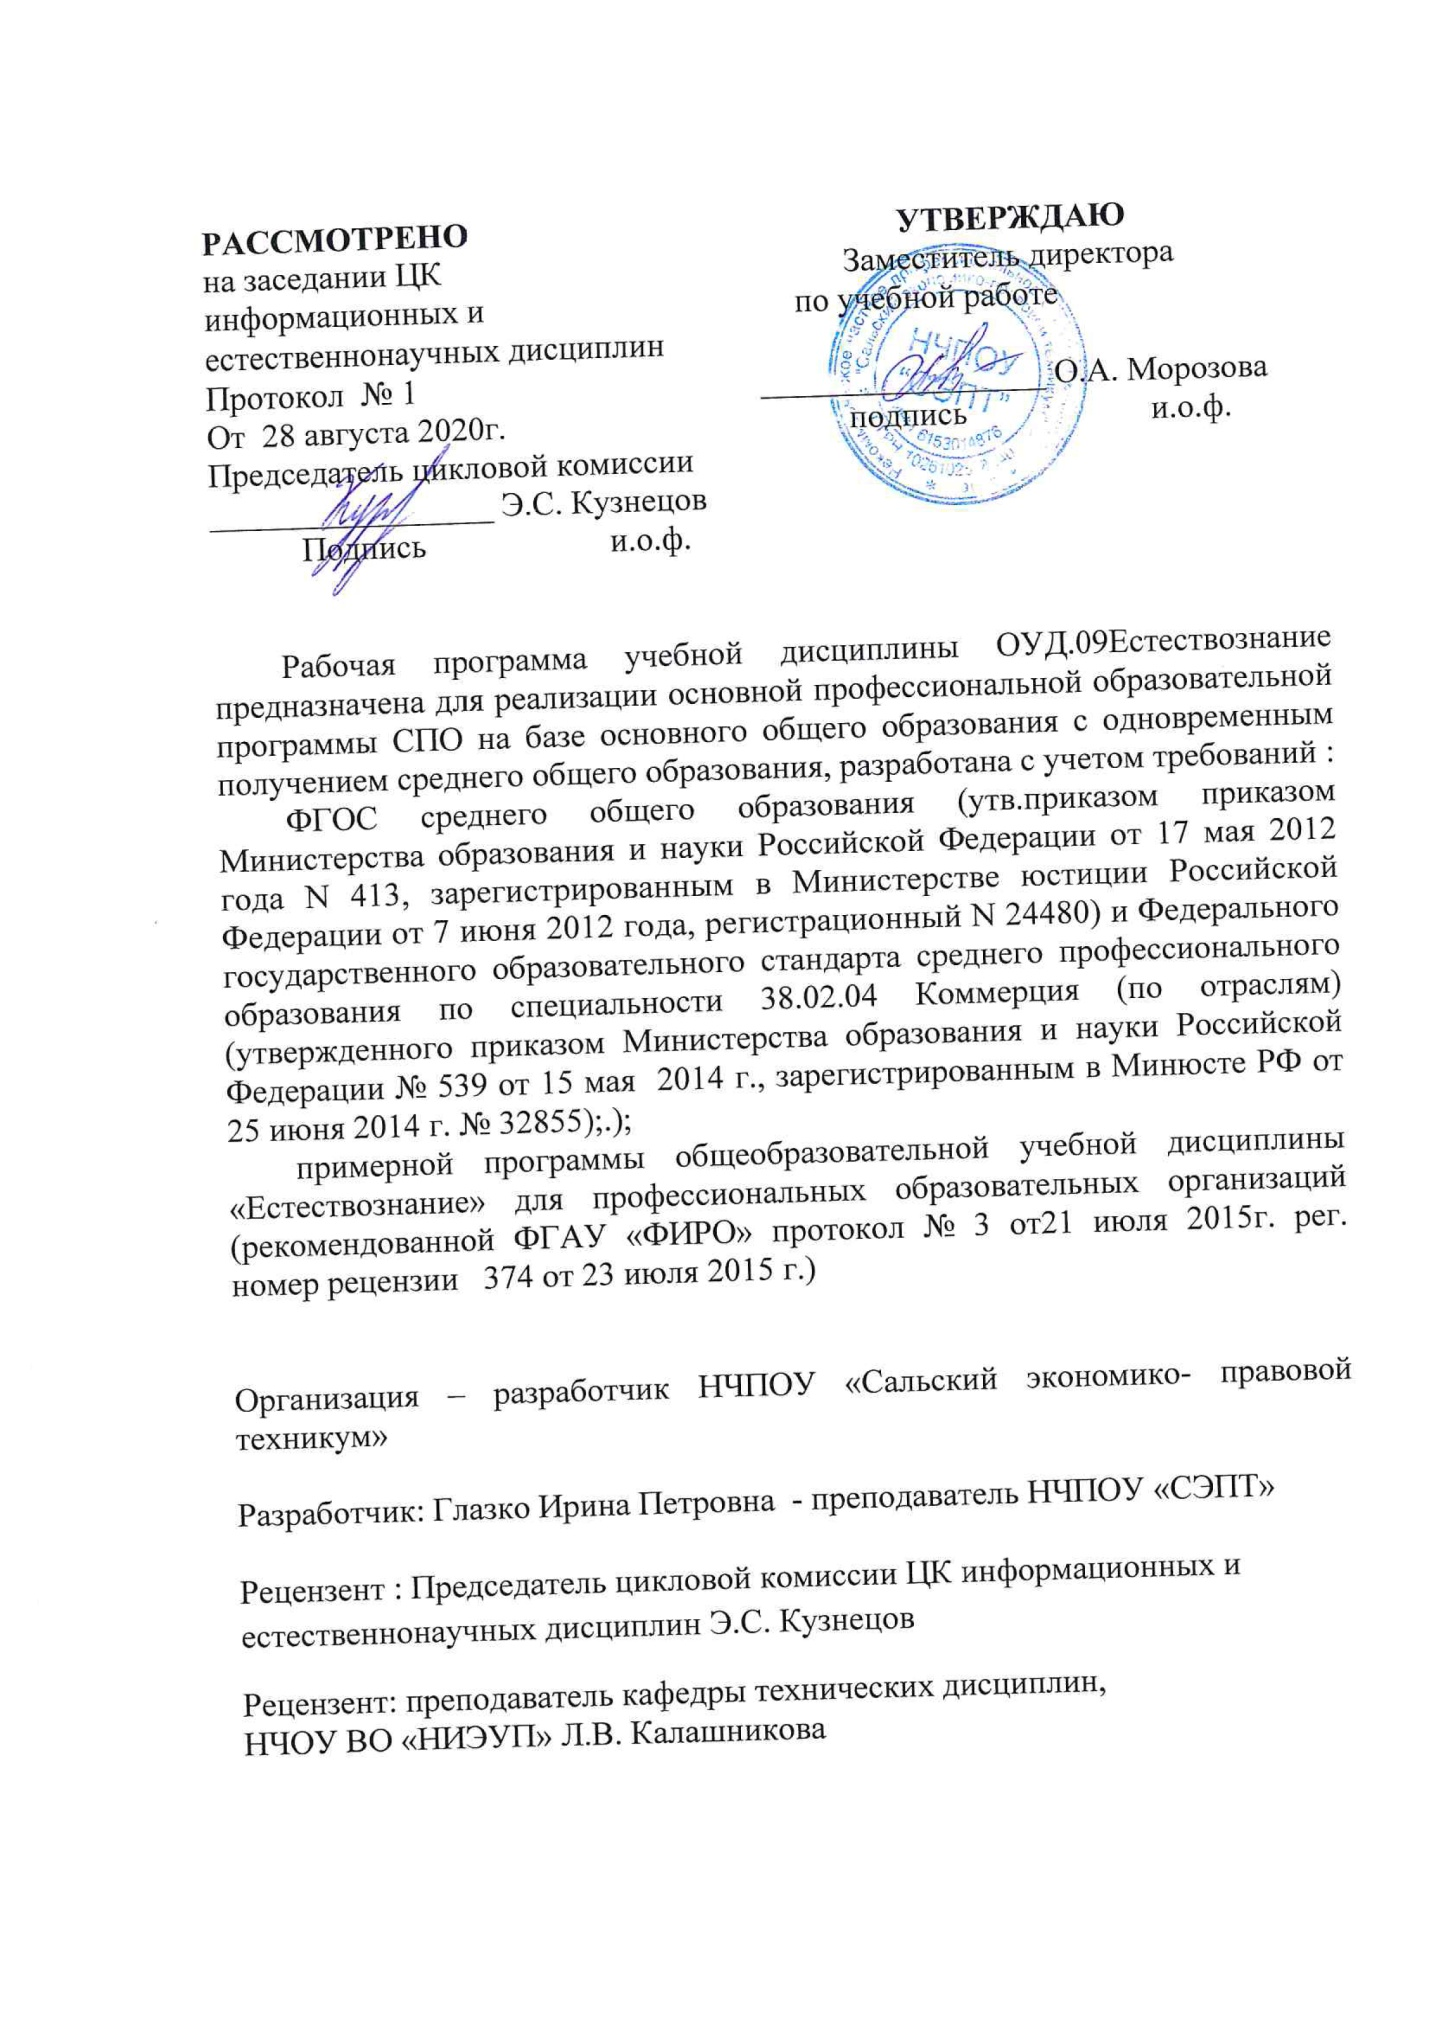 РАССМОТРЕНО
на заседании ЦК
информационных и
естественнонаучных дисциплин
Протокол № 1
От 28 августа 2020г.
Председатель цикловой комиссии
Э.С. Кузнецов
Подпись и.о.ф.
УТВЕРЖДАЮ
Заместитель директора
по учебной работе
О.А. Морозова
подпись и.о.ф.
НЧПОУ
6153014876
Рабочая программа учебной дисциплины ОУД.09Естествознание
предназначена для реализации основной профессиональной образовательной
программы СПО на базе основного общего образования с одновременным
получением среднего общего образования, разработана с учетом требований :
ФГОС среднего общего образования (утв.приказом приказом
Министерства образования и науки Российской Федерации от 17 мая 2012
года N 413, зарегистрированным в Министерстве юстиции Российской
Федерации от 7 июня 2012 года, регистрационный N 24480) и Федерального
государственного образовательного стандарта среднего профессионального
образования по специальности 38.02.04 Коммерция (по отраслям)
(утвержденного приказом Министерства образования и науки Российской
Федерации № 539 от 15 мая 2014 г., зарегистрированным в Минюсте РФ от
25 июня 2014 г. № 32855);.);
примерной программы общеобразовательной учебной дисциплины
«Естествознание» для профессиональных образовательных организаций
(рекомендованной ФГАУ «ФИРО» протокол № 3 от21 июля 2015г. рег.
номер рецензии 374 от 23 июля 2015 г.)
Организация – разработчик НЧПОУ «Сальский экономико- правовой
техникум»
Разработчик: Глазко Ирина Петровна - преподаватель НЧПОУ «СЭПТ»
Рецензент : Председатель цикловой комиссии ЦК информационных и
естественнонаучных дисциплин Э.С. Кузнецов
Рецензент: преподаватель кафедры технических дисциплин,
НЧОУ ВО «НИЭУП» Л.В. Калашникова